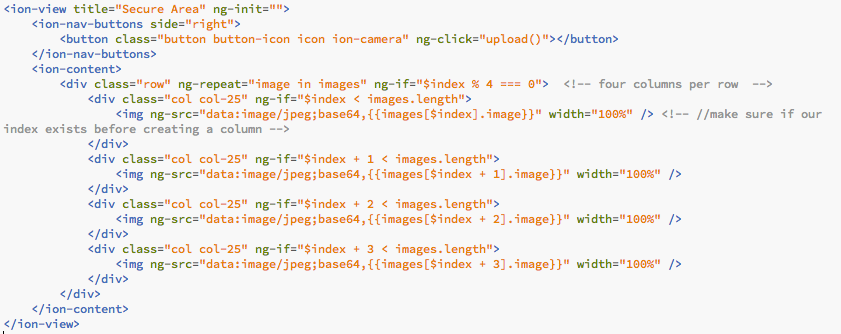 <ion-view title="Secure Area" ng-init="">
    <ion-nav-buttons side="right">
        <button class="button button-icon icon ion-camera" ng-click="upload()"></button>
    </ion-nav-buttons>
    <ion-content>
        <div class="row" ng-repeat="image in images" ng-if="$index % 4 === 0">  <!-- four columns per row  -->
            <div class="col col-25" ng-if="$index < images.length">
                <img ng-src="data:image/jpeg;base64,{{images[$index].image}}" width="100%" /> <!-- //make sure if our
index exists before creating a column -->
            </div>
            <div class="col col-25" ng-if="$index + 1 < images.length">
                <img ng-src="data:image/jpeg;base64,{{images[$index + 1].image}}" width="100%" />
            </div>
            <div class="col col-25" ng-if="$index + 2 < images.length">
                <img ng-src="data:image/jpeg;base64,{{images[$index + 2].image}}" width="100%" />
            </div>
            <div class="col col-25" ng-if="$index + 3 < images.length">
                <img ng-src="data:image/jpeg;base64,{{images[$index + 3].image}}" width="100%" />
            </div>
        </div>
    </ion-content>
</ion-view>